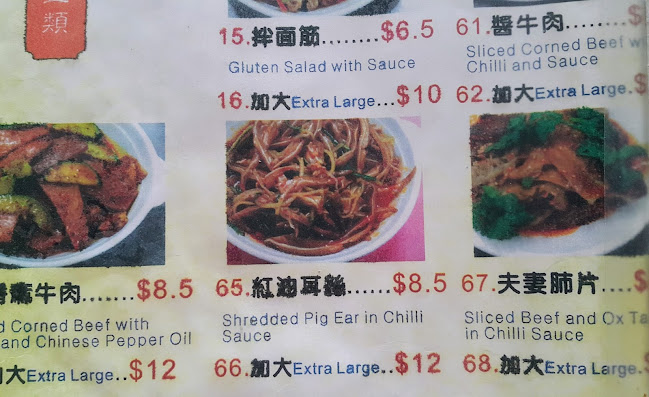 類
15.拌面筋........$6.5
Gluten Salad with Sauce
16.加大Extra Large...$10
61.醬牛肉........$
Sliced Corned Beef wi
Chilli and Sauce
62.加大Extra Large.$
牛肉.......$8.5
d Corned Beef with
and Chinese Pepper Oil
大Extra Large..$12
65.紅油耳絲.......$8.5
Shredded Pig Ear in Chilli
Sauce
66.加大Extra Large..$12
67.夫妻肺片....$
Sliced Beef and Ox Ta
in Chilli Sauce
68.加大Extra Large.$